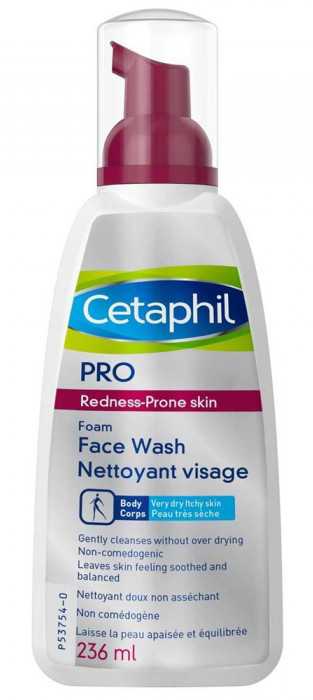 Cetaphil
PRO
Redness-Prone skin
Foam
Face Wash
Nettoyant visage
Body Very dry Itchy skin
Corps Peau très sèche
Gently cleanses without over drying
Non-comedogenic
Leaves skin feeling soothed and
balanced
Nettoyant doux non asséchant
Non comédogène
Laisse la peau apaisée et équilibrée
236 ml
P53754-0